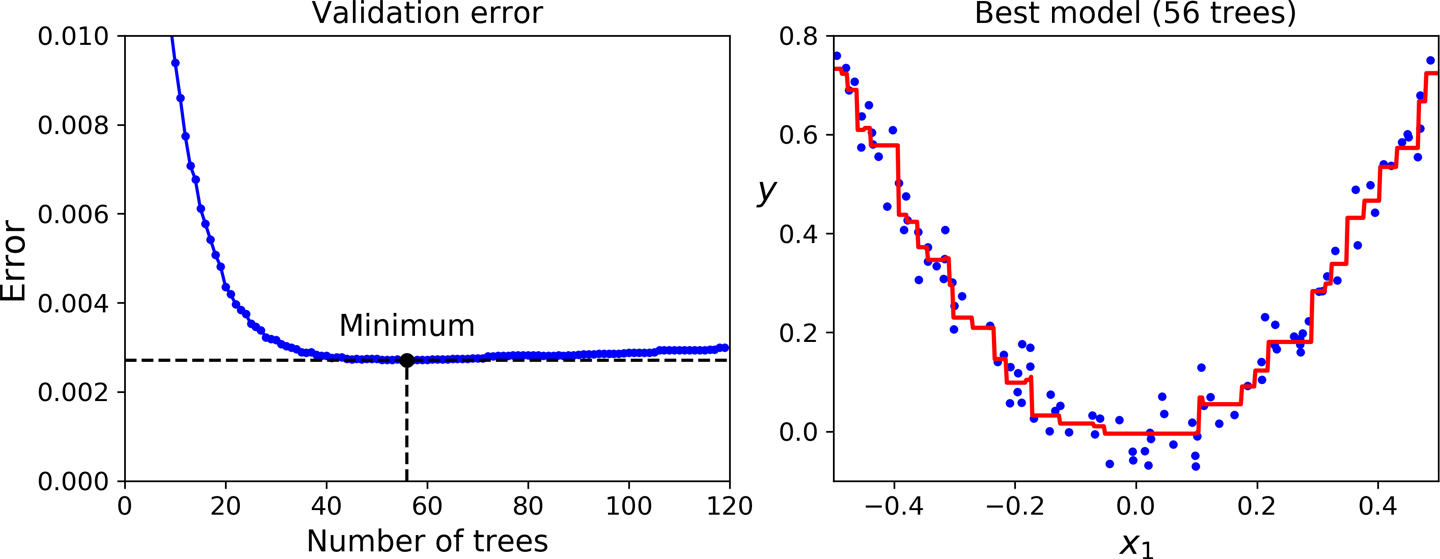 Validation error
0.010
0.008
0.006
0.004
0.002
0.000
Error
Minimum
0 20 40 60 80 100 120
Number of trees
Best model (56 trees)
0.8
0.6
0.4
0.2
0.0
y
−0.4 −0.2 0.0 0.2 0.4
x₁